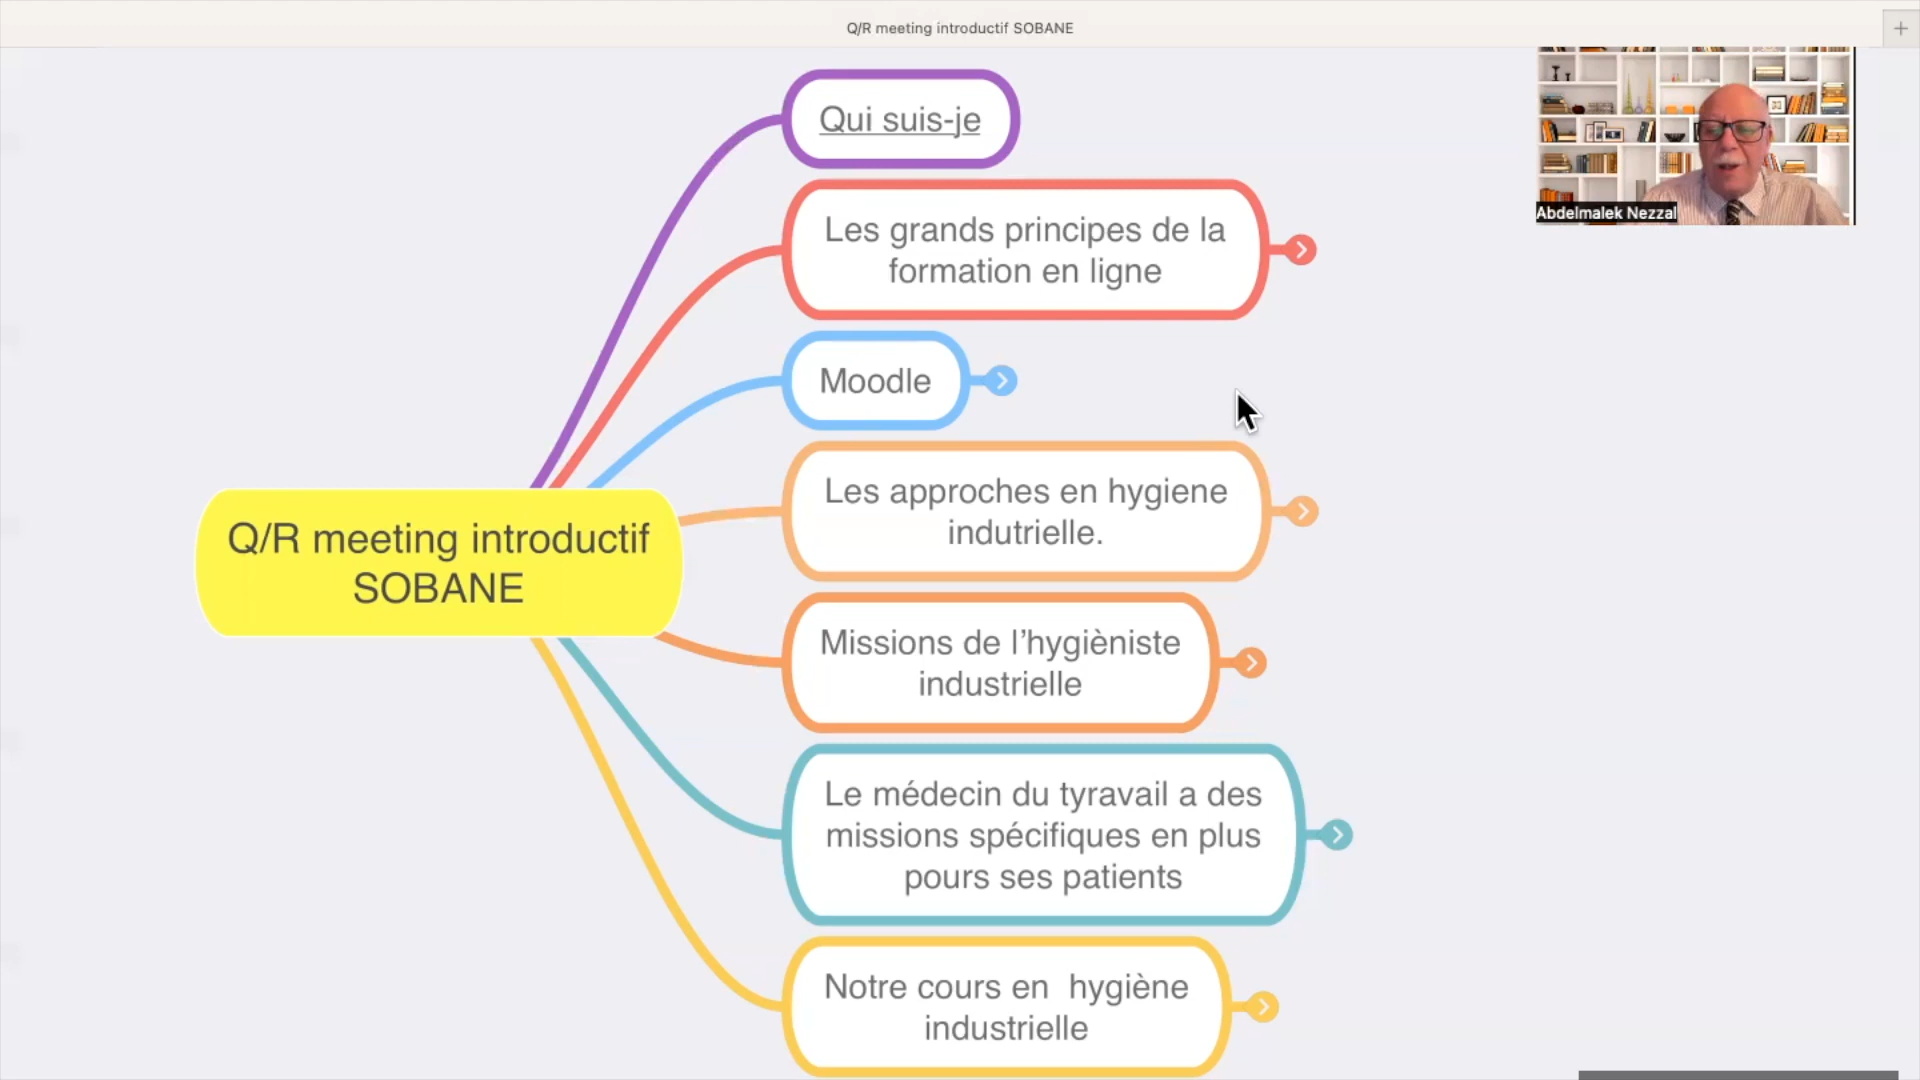 Q/R meeting introductif SOBANE
Qui suis-je
Les grands principes de la
formation en ligne
Moodle
Les approches en hygiene
indutrielle.
Q/R meeting introductif
SOBANE
Missions de l’hygièniste
industrielle
Le médecin du tyravail a des
missions spécifiques en plus
pours ses patients
Notre cours en  hygiène
industrielle
Abdelmalek Nezzal